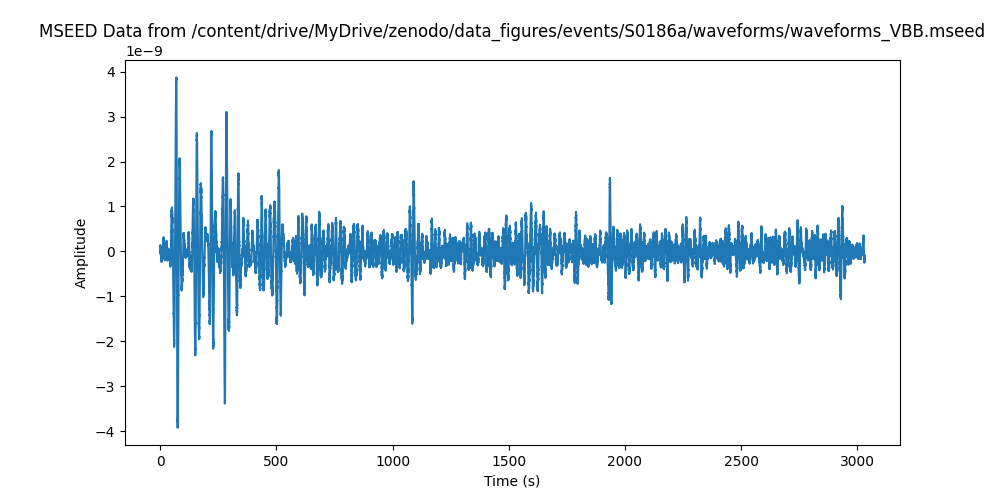 MSEED Data from /content/drive/MyDrive/zenodo/data_figures/events/S0186a/waveforms/waveforms_VBB.mseed
1e−9
4
3
2
1
0
−1
−2
−3
−4
Amplitude
0 500 1000 1500 2000 2500 3000
Time (s)